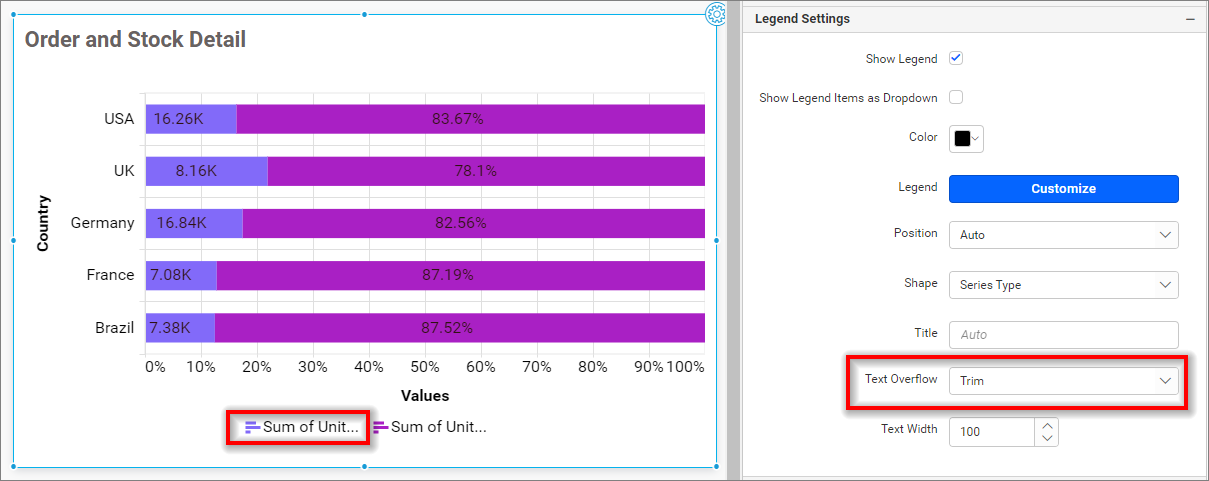 Order and Stock Detail
USA 16.26K 83.67%
UK 8.16K 78.1%
Germany 16.84K 82.56%
France 7.08K 87.19%
Brazil 7.38K 87.52%
Country
0% 10% 20% 30% 40% 50% 60% 70% 80% 90% 100%
Values
Sum of Unit... Sum of Unit...
Legend Settings
Show Legend
Show Legend Items as Dropdown
Color
Legend Customize
Position Auto
Shape Series Type
Title Auto
Text Overflow Trim
Text Width 100